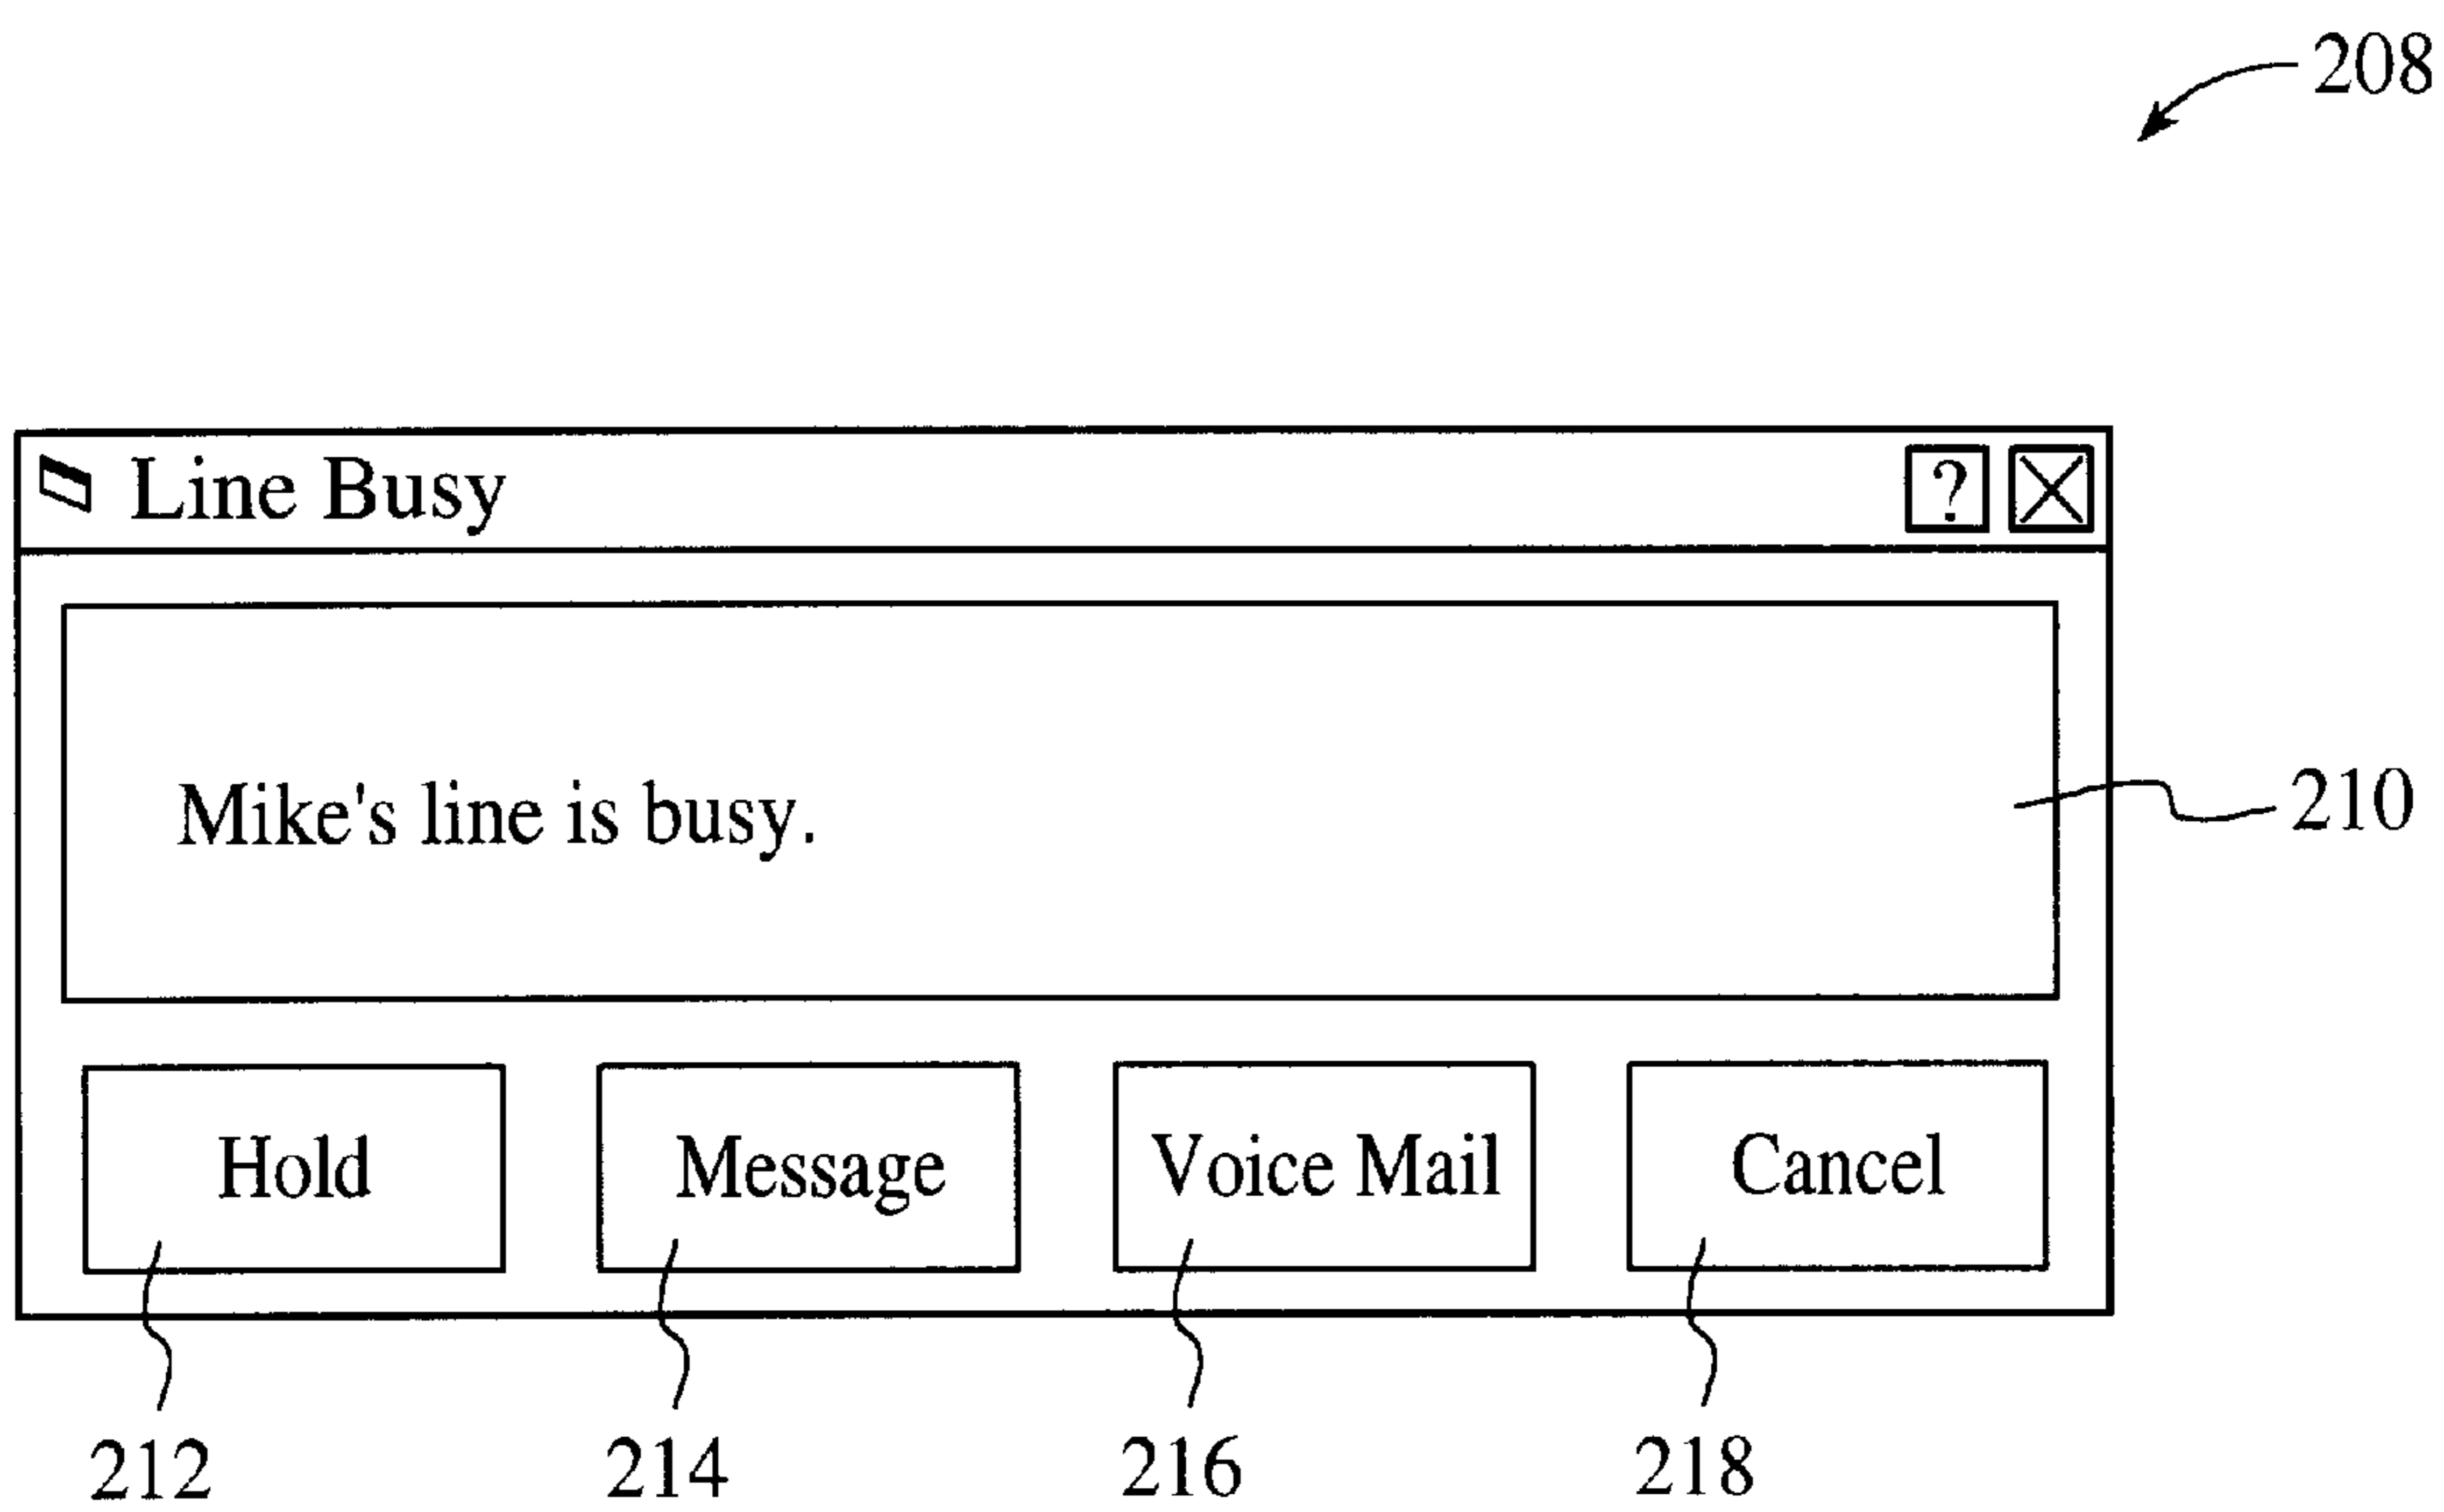 208
Line Busy ?
Mike's line is busy.
210
Hold Message Voice Mail Cancel
212 214 216 218